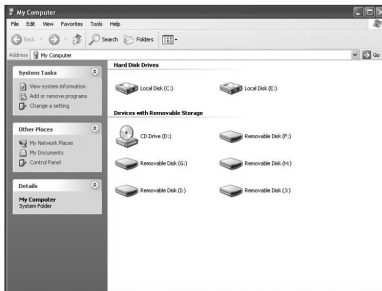 My Computer
File Edit View Favorites Tools Help
Back Search Folders
Address My Computer Go
System Tasks
View system information
Add or remove programs
Change a setting
Other Places
My Network Places
My Documents
Control Panel
Details
My Computer
System Folder
Hard Disk Drives
Local Disk (C:) Local Disk (E:)
Devices with Removable Storage
CD Drive (D:) Removable Disk (F:)
Removable Disk (G:) Removable Disk (H:)
Removable Disk (I:) Removable Disk (J:)